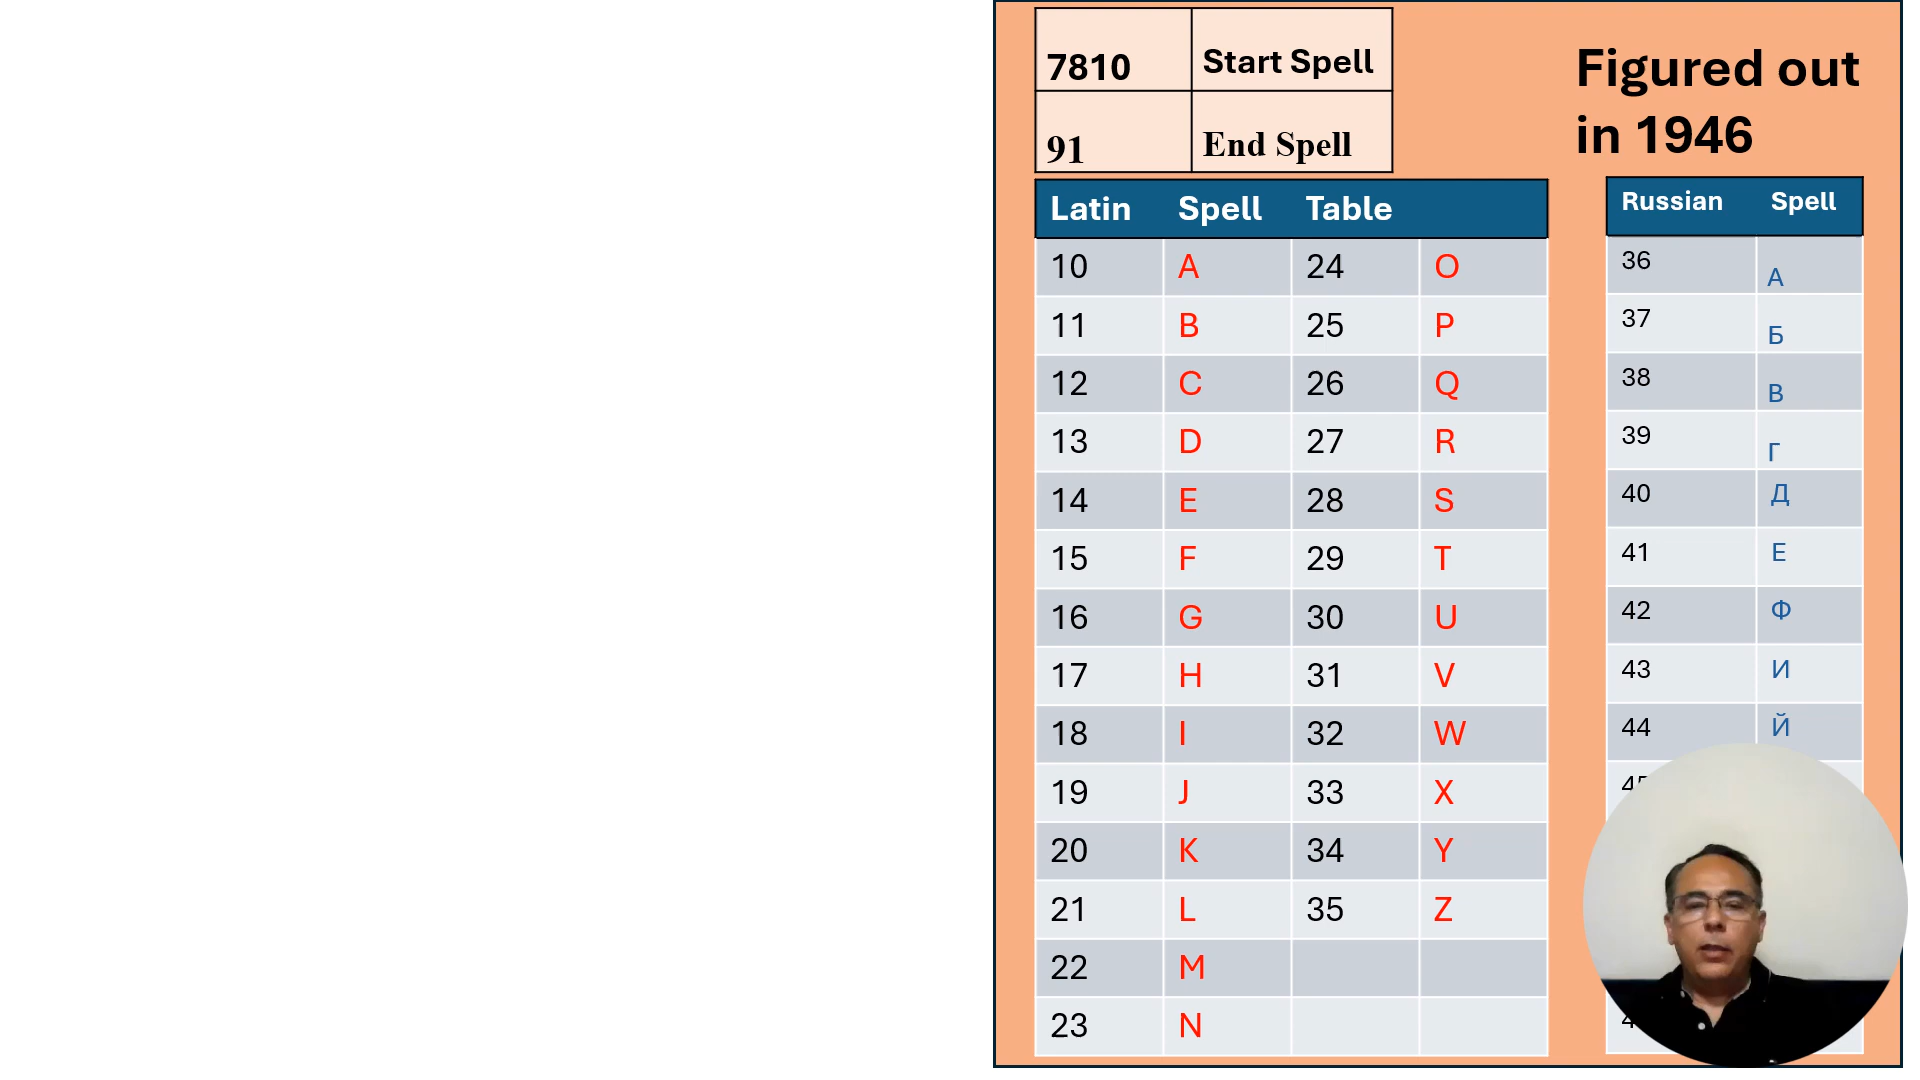 7810 Start Spell
91 End Spell
Figured out
in 1946
Latin Spell Table
10 A 24 O
11 B 25 P
12 C 26 Q
13 D 27 R
14 E 28 S
15 F 29 T
16 G 30 U
17 H 31 V
18 I 32 W
19 J 33 X
20 K 34 Y
21 L 35 Z
22 M
23 N
Russian Spell
36 А
37 Б
38 В
39 Г
40 Д
41 Е
42 Ф
43 И
44 Й